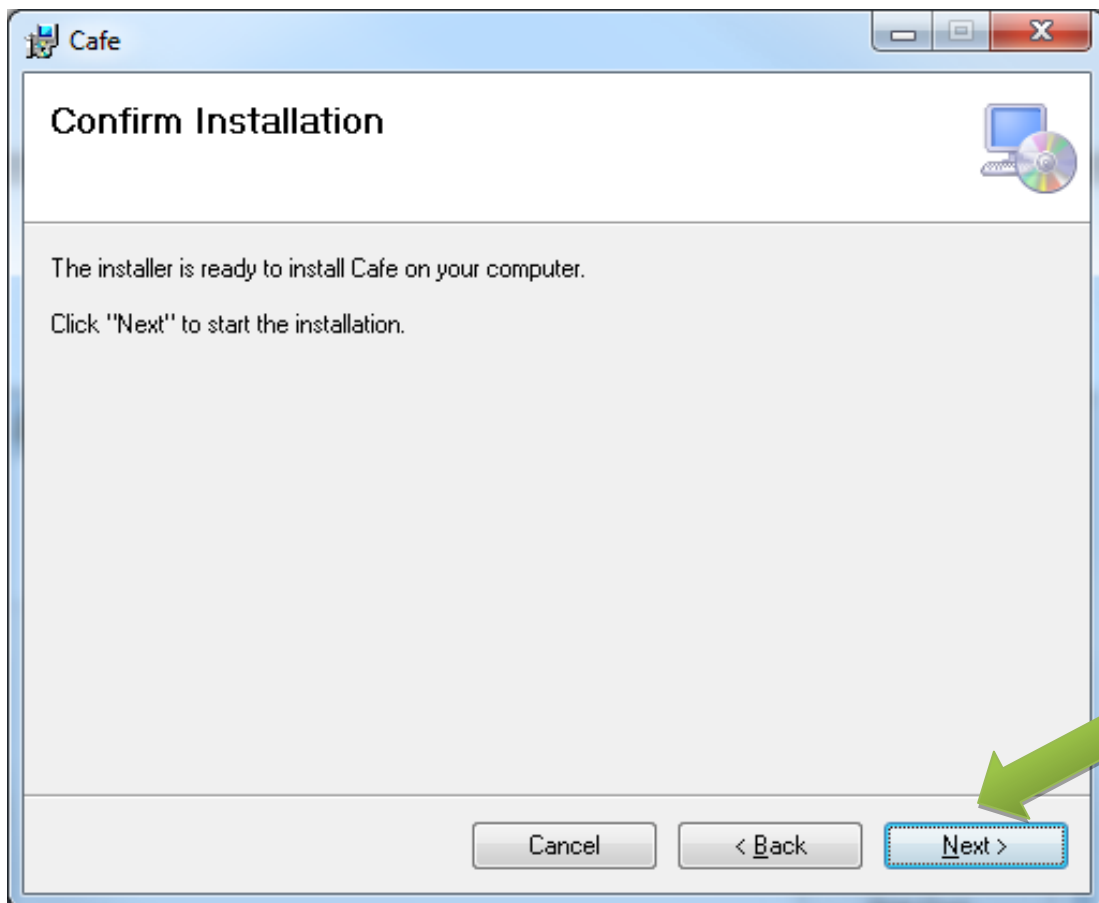 Cafe
Confirm Installation
The installer is ready to install Cafe on your computer.
Click "Next" to start the installation.
Cancel
< Back
Next >